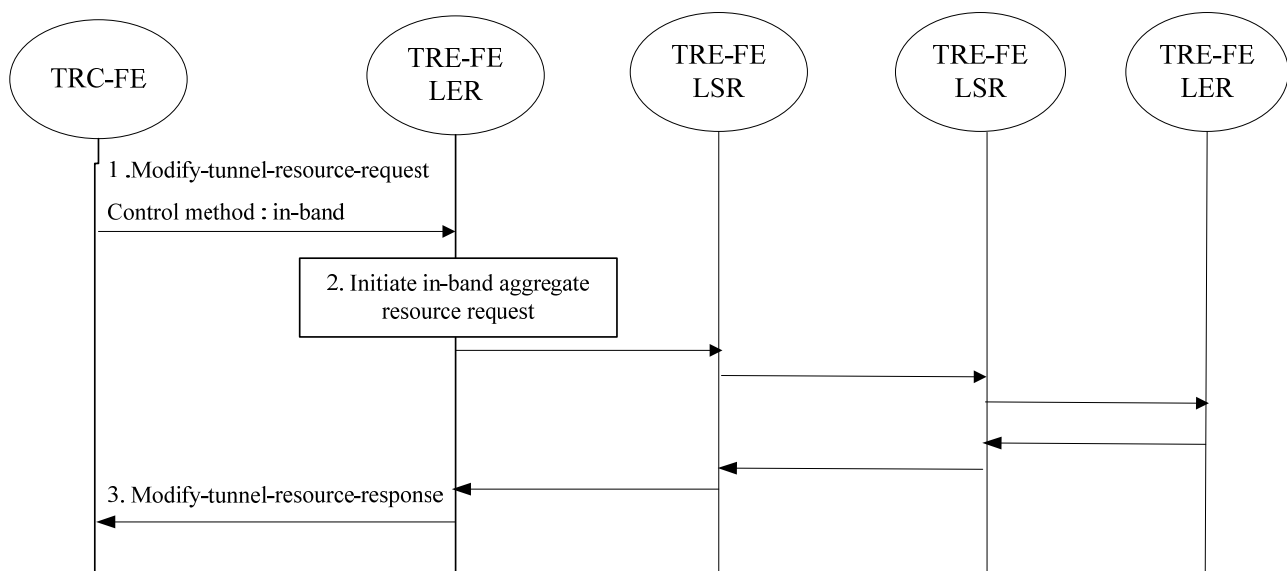 TRC-FE
TRE-FE
LER
TRE-FE
LSR
TRE-FE
LSR
TRE-FE
LER
1 .Modify-tunnel-resource-request
Control method : in-band
2. Initiate in-band aggregate
resource request
3. Modify-tunnel-resource-response